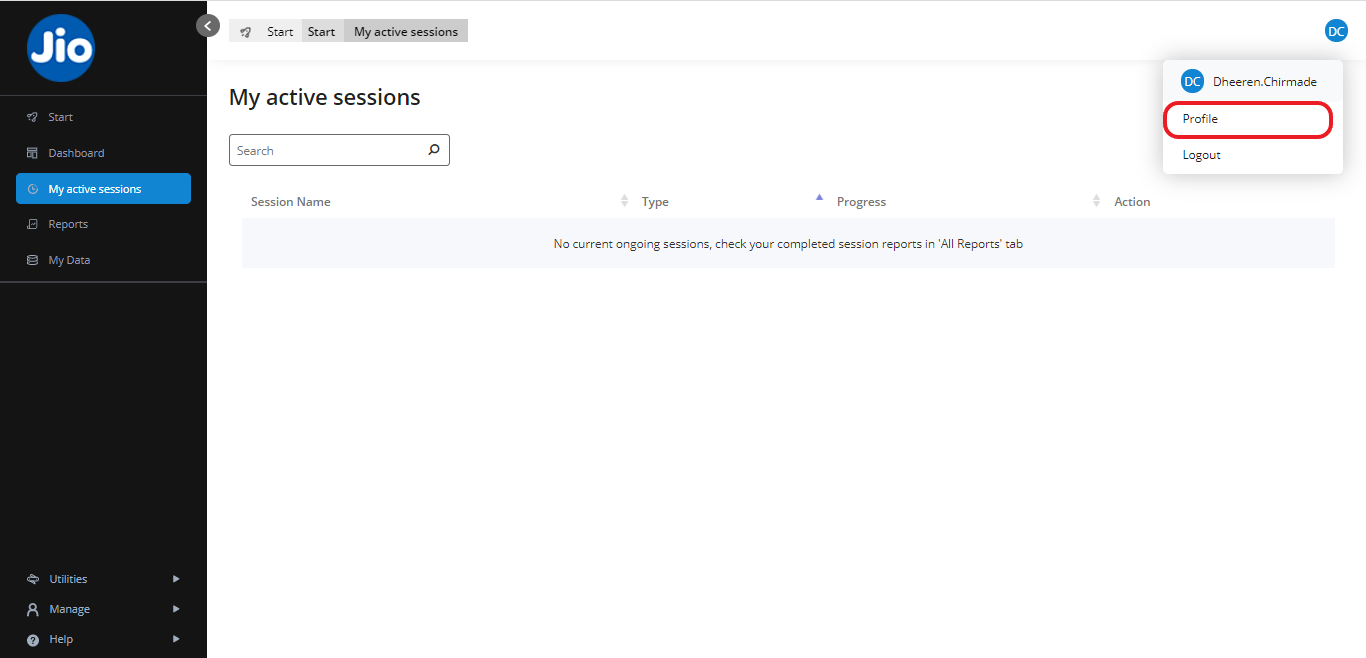 Jio
Start
Dashboard
My active sessions
Reports
My Data
Utilities
Manage
Help
Start Start My active sessions
DC
My active sessions
Search
Session Name Type Progress Action
No current ongoing sessions, check your completed session reports in 'All Reports' tab
DC Dheeren.Chirmade
Profile
Logout